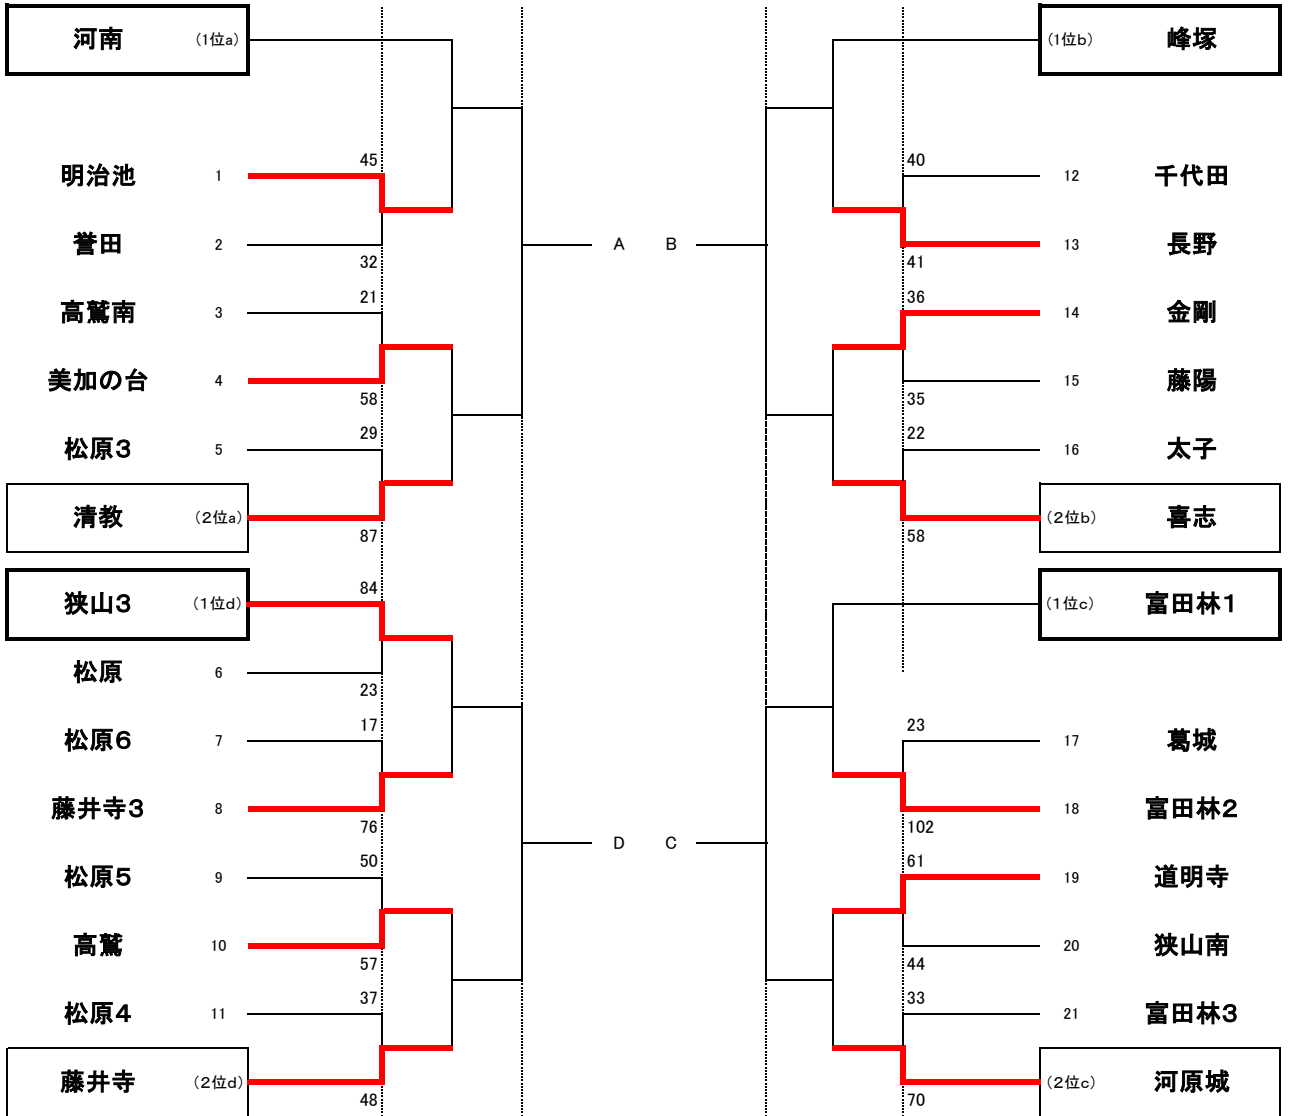 河南 (1位a) (1位b) 峰塚
45 40
明治池 1 12 千代田
誉田 2 A B 13 長野
32 41
21 36
高鷲南 3 14 金剛
美加の台 4 15 藤陽
58 35
29 22
松原3 5 16 太子
清教 (2位a) (2位b) 喜志
87 58
84
狭山3 (1位d) (1位c) 富田林1
松原 6
23
17 23
松原6 7 17 葛城
藤井寺3 8 18 富田林2
76 102
D C
50 61
松原5 9 19 道明寺
高鷲 10 20 狭山南
57 44
37 33
松原4 11 21 富田林3
藤井寺 (2位d) (2位c) 河原城
48 70